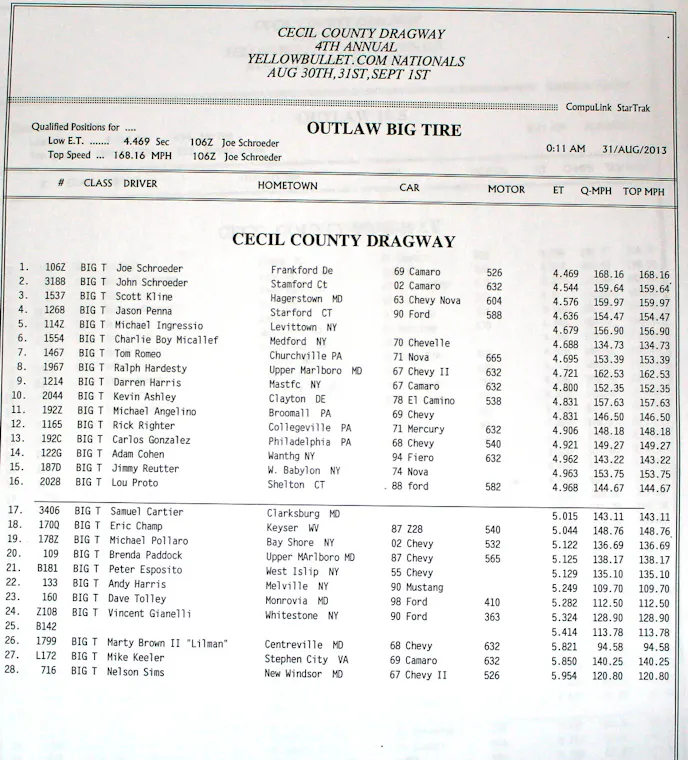 CECIL COUNTY DRAGWAY
4TH ANNUAL
YELLOWBULLET.COM NATIONALS
AUG 30TH,31ST,SEPT 1ST
CompuLink StarTrak
Qualified Positions for ....
OUTLAW BIG TIRE
Low E.T. ....... 4.469 Sec 106Z Joe Schroeder
0:11 AM 31/AUG/2013
Top Speed ... 168.16 MPH 106Z Joe Schroeder
# CLASS DRIVER HOMETOWN CAR MOTOR ET Q-MPH TOP MPH
CECIL COUNTY DRAGWAY
1. 106Z BIG T Joe Schroeder Frankford De 69 Camaro 526 4.469 168.16 168.16
2. 3188 BIG T John Schroeder Stamford Ct 02 Camaro 632 4.544 159.64 159.64
3. 1537 BIG T Scott Kline Hagerstown MD 63 Chevy Nova 604 4.576 159.97 159.97
4. 1268 BIG T Jason Penna Starford CT 90 Ford 588 4.636 154.47 154.47
5. 114Z BIG T Michael Ingressio Levittown NY 4.679 156.90 156.90
6. 1554 BIG T Charlie Boy Micallef Medford NY 70 Chevelle 4.688 134.73 134.73
7. 1467 BIG T Tom Romeo Churchville PA 71 Nova 665 4.695 153.39 153.39
8. 1967 BIG T Ralph Hardesty Upper Marlboro MD 67 Chevy II 632 4.721 162.53 162.53
9. 1214 BIG T Darren Harris Mastfc NY 67 Camaro 632 4.800 152.35 152.35
10. 2044 BIG T Kevin Ashley Clayton DE 78 El Camino 538 4.831 157.63 157.63
11. 192Z BIG T Michael Angelino Broomall PA 69 Chevy 4.831 146.50 146.50
12. 1165 BIG T Rick Righter Collegeville PA 71 Mercury 632 4.906 148.18 148.18
13. 192C BIG T Carlos Gonzalez Philadelphia PA 68 Chevy 540 4.921 149.27 149.27
14. 122G BIG T Adam Cohen Wanthg NY 94 Fiero 632 4.962 143.22 143.22
15. 187D BIG T Jimmy Reutter W. Babylon NY 74 Nova 4.963 153.75 153.75
16. 2028 BIG T Lou Proto Shelton CT 88 ford 582 4.968 144.67 144.67
17. 3406 BIG T Samuel Cartier Clarksburg MD 5.015 143.11 143.11
18. 170Q BIG T Eric Champ Keyser WV 87 Z28 540 5.044 148.76 148.76
19. 178Z BIG T Michael Pollaro Bay Shore NY 02 Chevy 532 5.122 136.69 136.69
20. 109 BIG T Brenda Paddock Upper MArlboro MD 87 Chevy 565 5.125 138.17 138.17
21. B181 BIG T Peter Esposito West Islip NY 55 Chevy 5.129 135.10 135.10
22. 133 BIG T Andy Harris Melville NY 90 Mustang 5.249 109.70 109.70
23. 160 BIG T Dave Tolley Monrovia MD 98 Ford 410 5.282 112.50 112.50
24. Z108 BIG T Vincent Gianelli Whitestone NY 90 Ford 363 5.324 128.90 128.90
25. B142 5.414 113.78 113.78
26. 1799 BIG T Marty Brown II "Lilman" Centreville MD 68 Chevy 632 5.821 94.58 94.58
27. L172 BIG T Mike Keeler Stephen City VA 69 Camaro 632 5.850 140.25 140.25
28. 716 BIG T Nelson Sims New Windsor MD 67 Chevy II 526 5.954 120.80 120.80